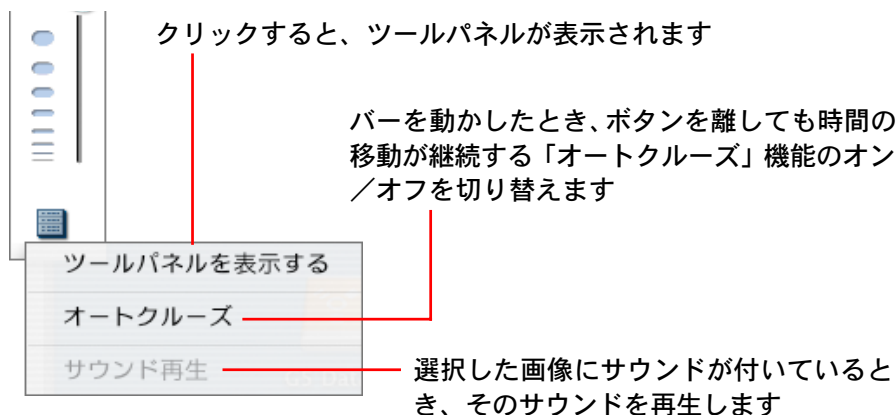 クリックすると、ツールパネルが表示されます
バーを動かしたとき、ボタンを離しても時間の
移動が継続する「オートクルーズ」機能のオン
／オフを切り替えます
ツールパネルを表示する
オートクルーズ
サウンド再生
選択した画像にサウンドが付いていると
き、そのサウンドを再生します